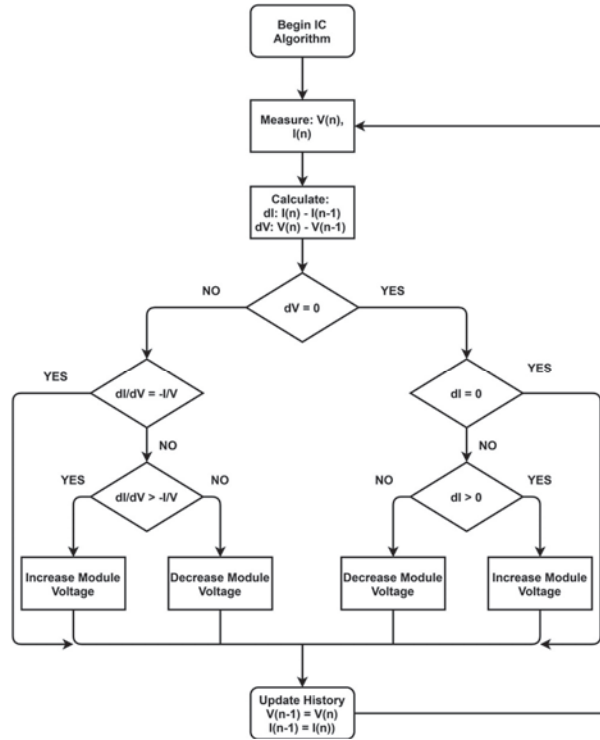 Begin IC
Algorithm
Measure: V(n),
I(n)
Calculate:
dI: I(n) - I(n-1)
dV: V(n) - V(n-1)
NO
YES
dV = 0
YES
YES
dI/dV = -I/V
dI = 0
NO
NO
YES
NO
NO
YES
dI/dV > -I/V
dI > 0
Increase Module
Voltage
Decrease Module
Voltage
Decrease Module
Voltage
Increase Module
Voltage
Update History
V(n-1) = V(n)
I(n-1) = I(n))